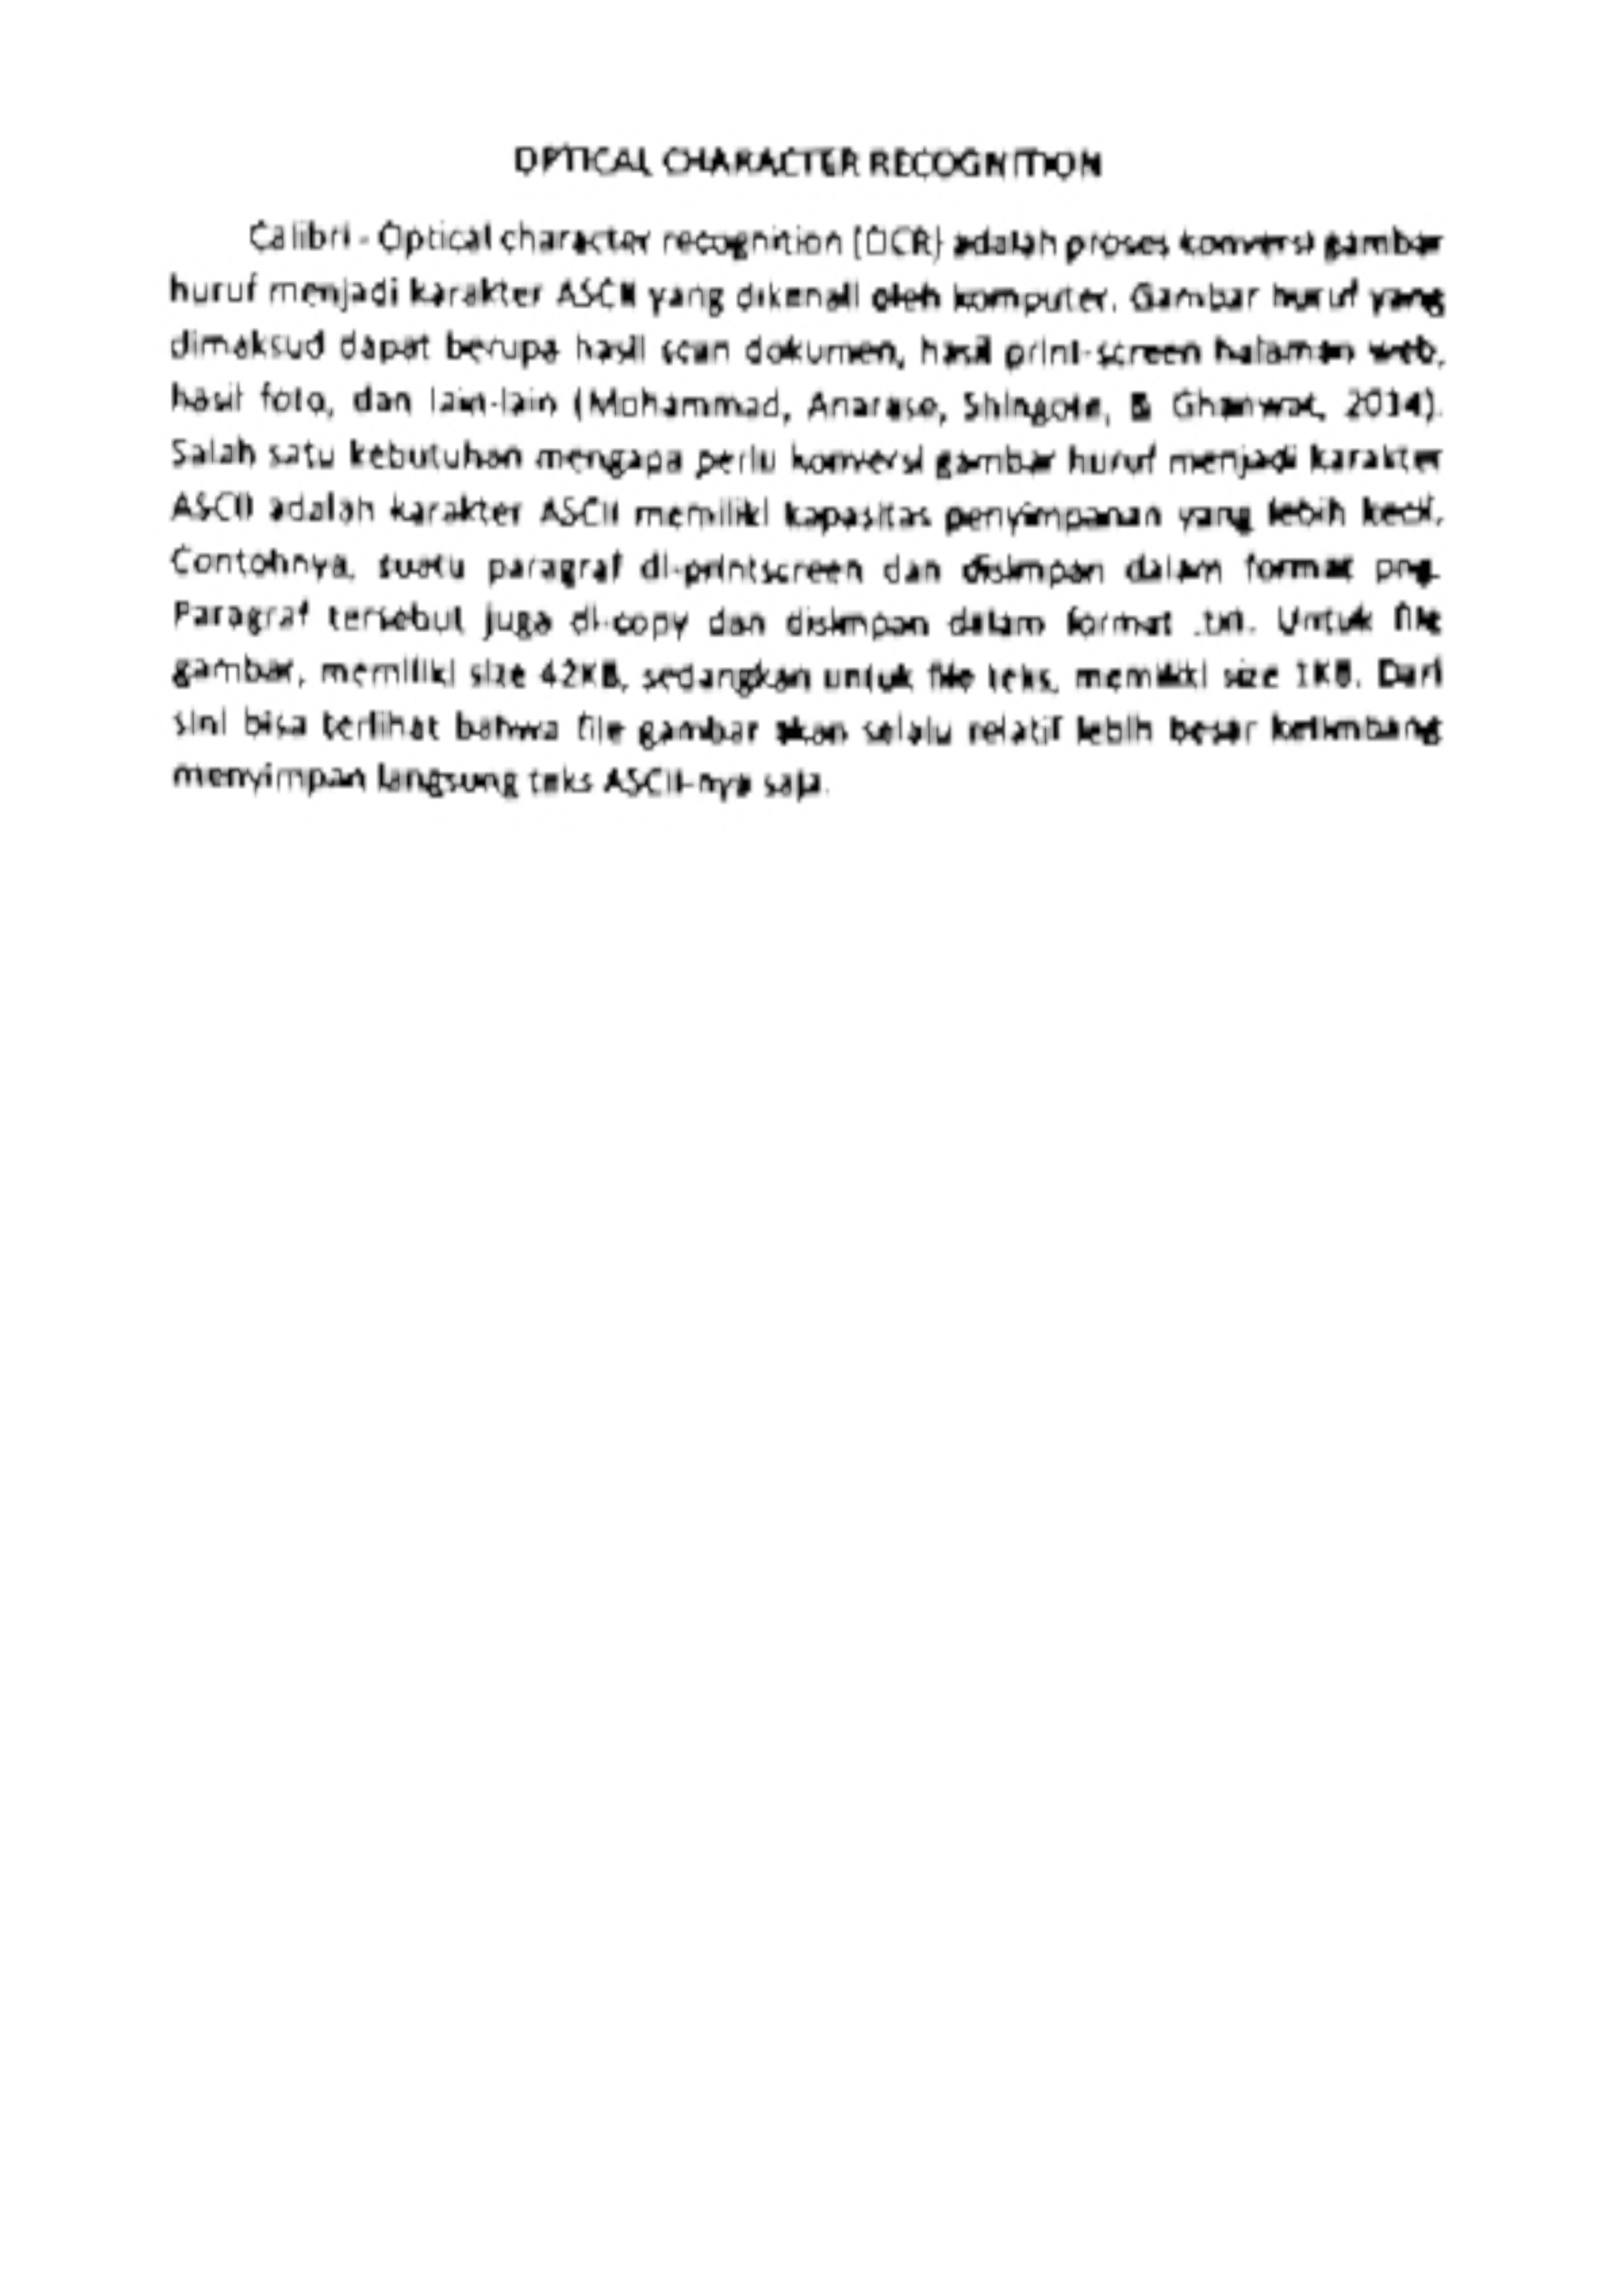 OPTICAL CHARACTER RECOGNITION
Calibri - Optical character recognition (OCR) adalah proses konversi gambar
huruf menjadi karakter ASCII yang dikenali oleh komputer. Gambar huruf yang
dimaksud dapat berupa hasil scan dokumen, hasil print-screen halaman web,
hasil foto, dan lain-lain (Mohammad, Anarase, Shingote, & Ghanwat, 2014).
Salah satu kebutuhan mengapa perlu konversi gambar huruf menjadi karakter
ASCII adalah karakter ASCII memiliki kapasitas penyimpanan yang lebih kecil.
Contohnya, suatu paragraf di-printscreen dan disimpan dalam format png.
Paragraf tersebut juga di-copy dan disimpan dalam format .txt. Untuk file
gambar, memiliki size 42KB, sedangkan untuk file teks, memiliki size 1KB. Dari
sini bisa terlihat bahwa file gambar akan selalu relatif lebih besar ketimbang
menyimpan langsung teks ASCII-nya saja.